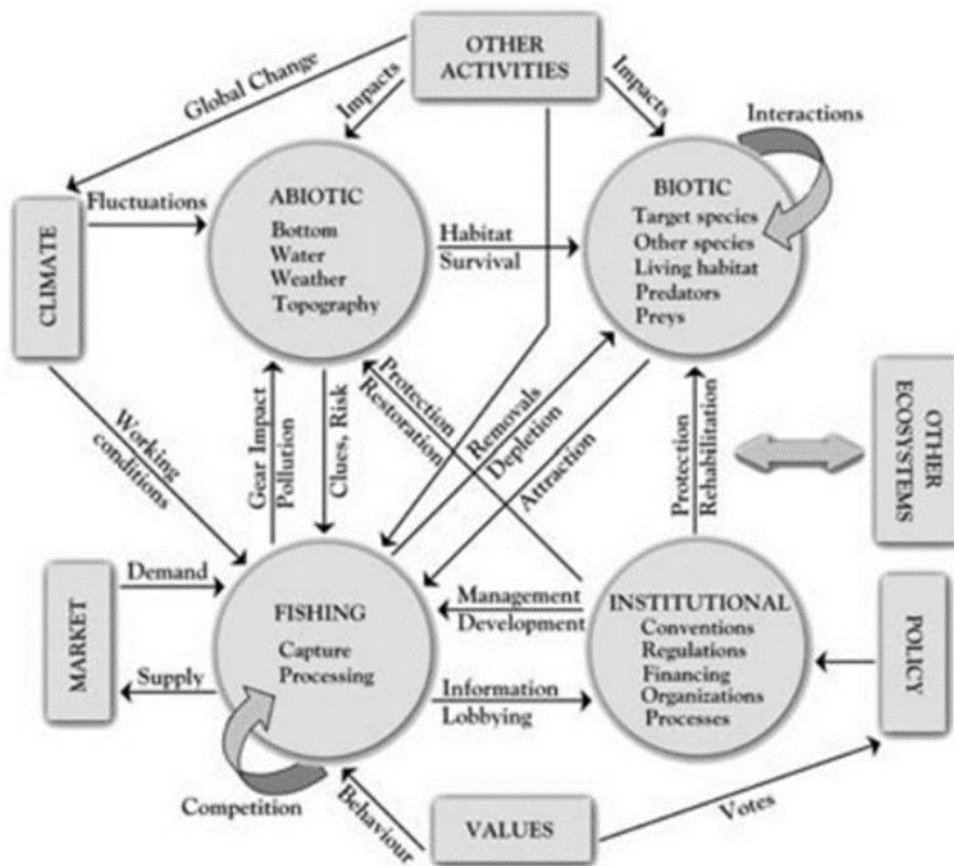 OTHER
ACTIVITIES
Global Change
Impacts
Impacts
Interactions
CLIMATE
Fluctuations
ABIOTIC
Bottom
Water
Weather
Topography
Habitat
Survival
BIOTIC
Target species
Other species
Living habitat
Predators
Preys
OTHER
ECOSYSTEMS
Working
conditions
Gear Impact
Pollution
Clues, Risk
Protection
Restoration
Removals
Depletion
Attraction
Protection
Rehabilitation
MARKET
Demand
Supply
FISHING
Capture
Processing
Management
Development
Information
Lobbying
INSTITUTIONAL
Conventions
Regulations
Financing
Organizations
Processes
POLICY
Competition
Behaviour
VALUES
Votes